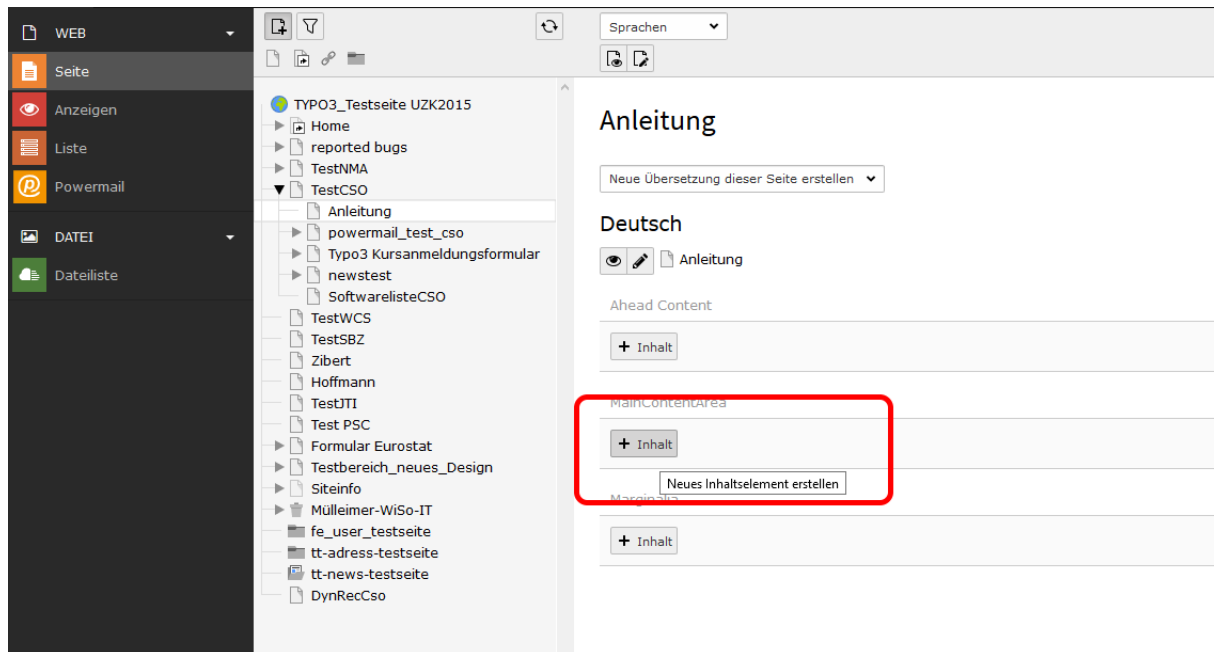 WEB
Seite
Anzeigen
Liste
Powermail
DATEI
Dateiliste
TYPO3_Testseite UZK2015
Home
reported bugs
TestNMA
TestCSO
Anleitung
powermail_test_cso
Typo3 Kursanmeldungsformular
newstest
SoftwarelisteCSO
TestWCS
TestSBZ
Zibert
Hoffmann
TestJTI
Test PSC
Formular Eurostat
Testbereich_neues_Design
Siteinfo
Mülleimer-WiSo-IT
fe_user_testseite
tt-adress-testseite
tt-news-testseite
DynRecCso
Sprachen
Anleitung
Neue Übersetzung dieser Seite erstellen
Deutsch
Anleitung
Ahead Content
+ Inhalt
MainContentArea
+ Inhalt
Neues Inhaltselement erstellen
Marginalia
+ Inhalt